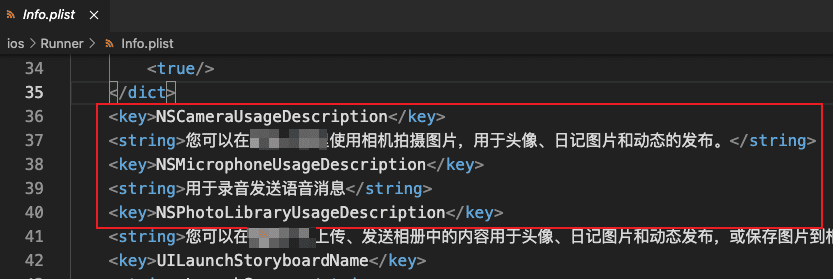 Info.plist
ios > Runner > Info.plist
34 <true/>
35 </dict>
36 <key>NSCameraUsageDescription</key>
37 <string>您可以在使用相机拍摄图片，用于头像、日记图片和动态的发布。</string>
38 <key>NSMicrophoneUsageDescription</key>
39 <string>用于录音发送语音消息</string>
40 <key>NSPhotoLibraryUsageDescription</key>
41 <string>您可以在上传、发送相册中的内容用于头像、日记图片和动态发布，或保存图片到
42 <key>UILaunchStoryboardName</key>